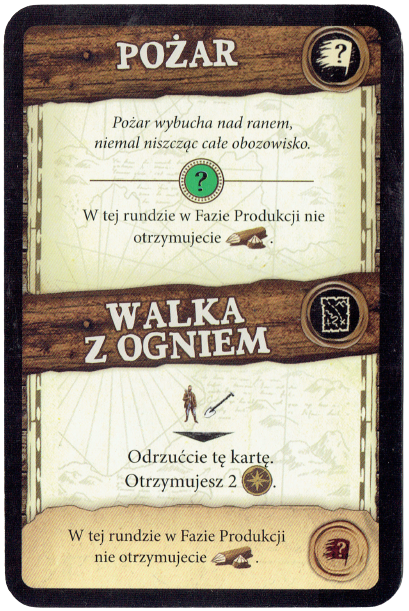 POŻAR
?
Pożar wybucha nad ranem,
niemal niszcząc całe obozowisko.
?
W tej rundzie w Fazie Produkcji nie
otrzymujecie .
WALKA
Z OGNIEM
Odrzućcie tę kartę.
Otrzymujesz 2 .
W tej rundzie w Fazie Produkcji
nie otrzymujecie .
?